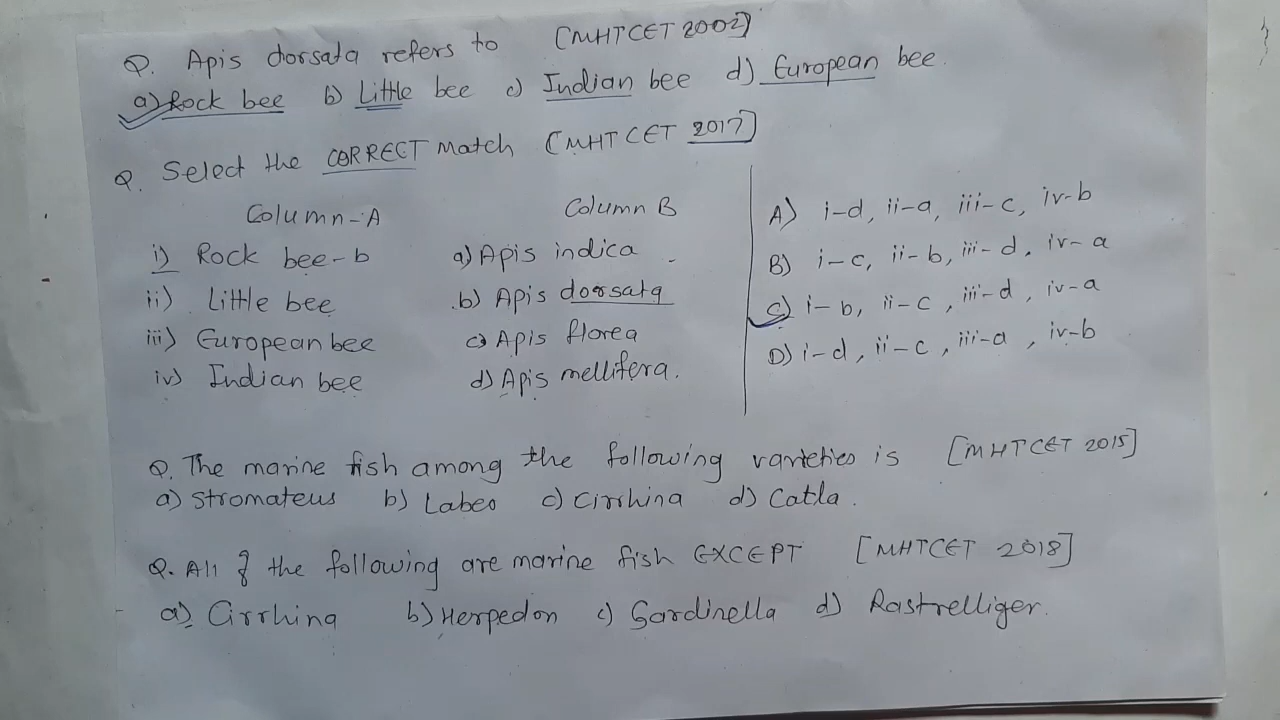 Q. Apis dorsata refers to [MHTCET 2002]
a) Rock bee b) Little bee c) Indian bee d) European bee.
Q. Select the CORRECT Match [MHT CET 2017]
Column-A Column B
i) Rock bee-b a) Apis indica
ii) Little bee b) Apis dorsata
iii) European bee c) Apis florea
iv) Indian bee d) Apis mellifera.
A) i-d, ii-a, iii-c, iv-b
B) i-c, ii-b, iii-d, iv-a
C) i-b, ii-c, iii-d, iv-a
D) i-d, ii-c, iii-a, iv-b
Q. The marine fish among the following varieties is [MHTCET 2015]
a) Stromateus b) Labeo c) Cirrhina d) Catla.
Q. All of the following are marine fish EXCEPT [MHTCET 2018]
a) Cirrhina b) Herpedon c) Sardinella d) Rastrelliger.